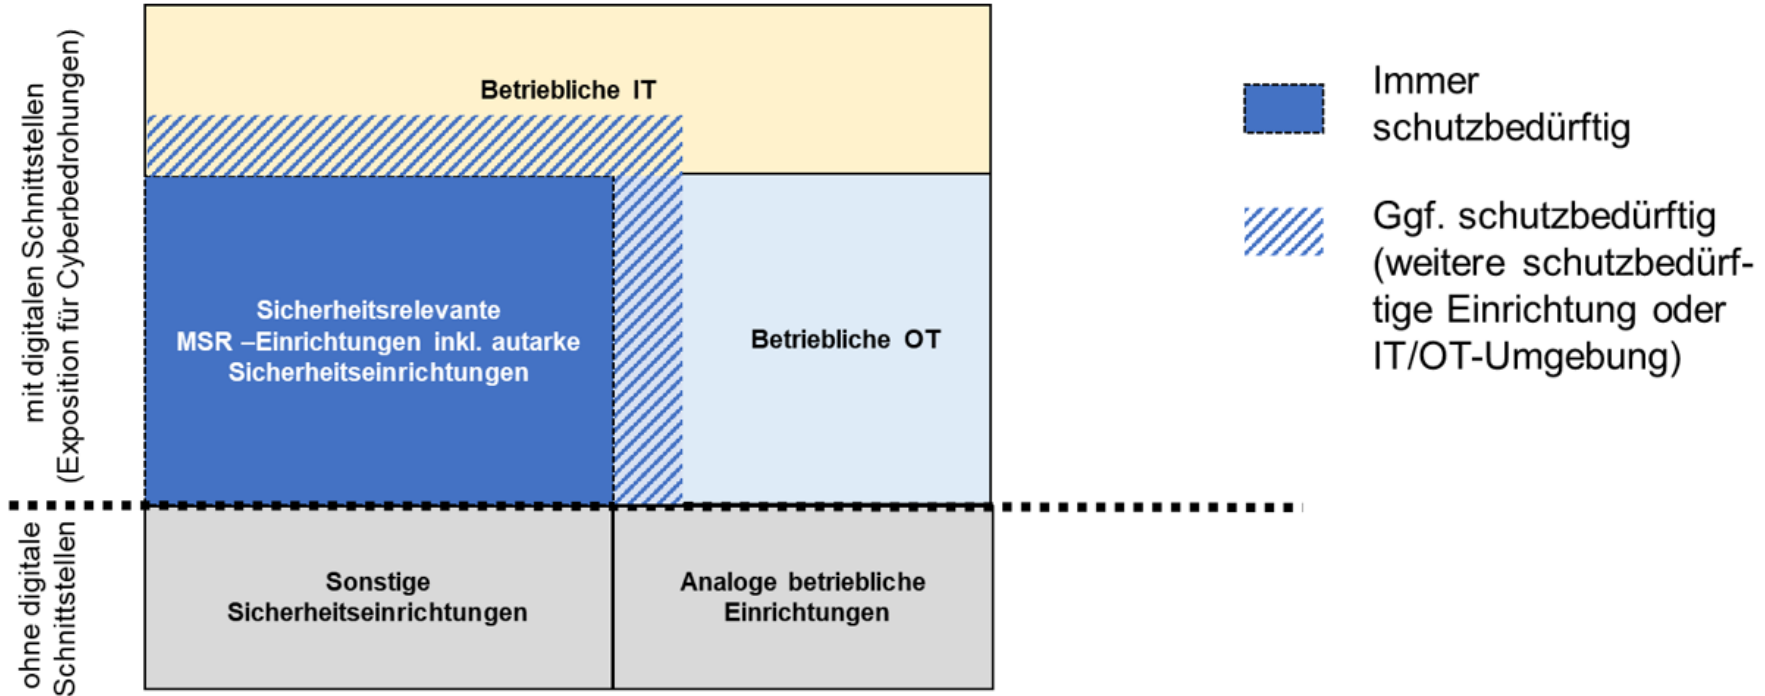 mit digitalen Schnittstellen
(Exposition für Cyberbedrohungen)
ohne digitale
Schnittstellen
Betriebliche IT
Sicherheitsrelevante
MSR –Einrichtungen inkl. autarke
Sicherheitseinrichtungen
Betriebliche OT
Sonstige
Sicherheitseinrichtungen
Analoge betriebliche
Einrichtungen
Immer
schutzbedürftig
Ggf. schutzbedürftig
(weitere schutzbedürf-
tige Einrichtung oder
IT/OT-Umgebung)